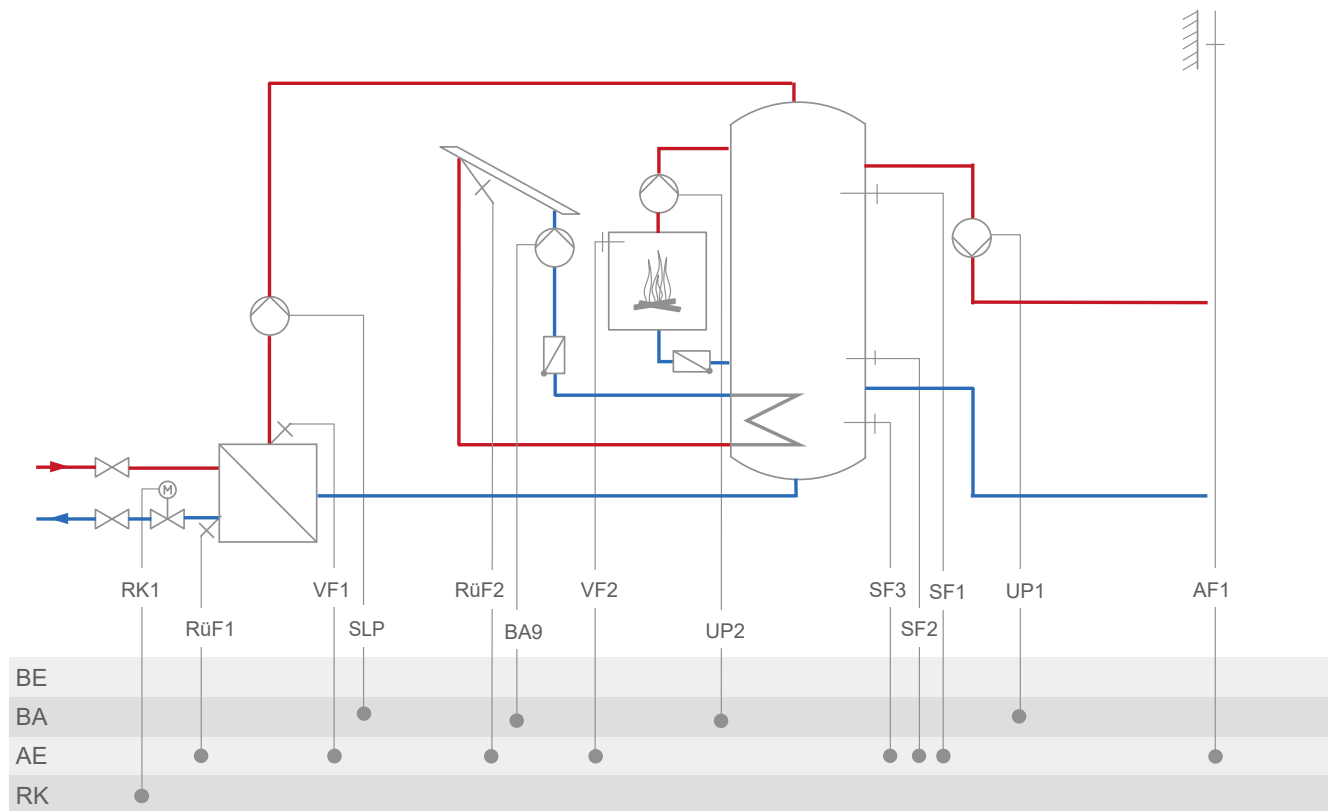 M
RK1
VF1
RüF2
VF2
SF3
SF1
UP1
AF1
RüF1
SLP
BA9
UP2
SF2
BE
BA
AE
RK